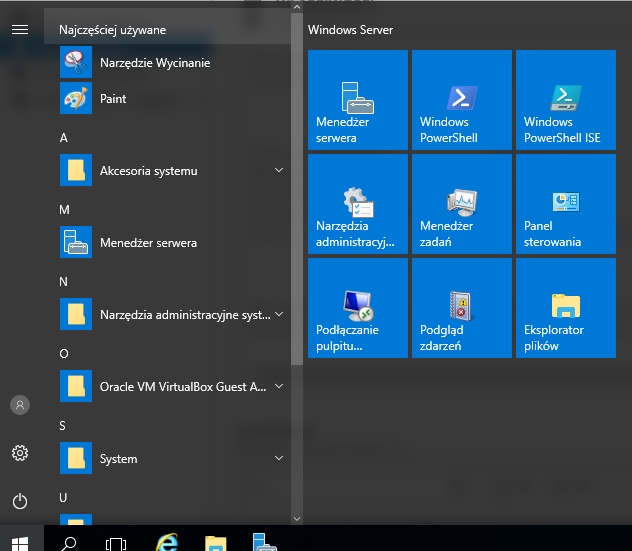 Najczęściej używane
Narzędzie Wycinanie
Paint
A
Akcesoria systemu
M
Menedżer serwera
N
Narzędzia administracyjne syst...
O
Oracle VM VirtualBox Guest A...
S
System
U
Windows Server
Menedżer
serwera
Windows
PowerShell
Windows
PowerShell ISE
Narzędzia
administracyj...
Menedżer
zadań
Panel
sterowania
Podłączanie
pulpitu...
Podgląd
zdarzeń
Eksplorator
plików